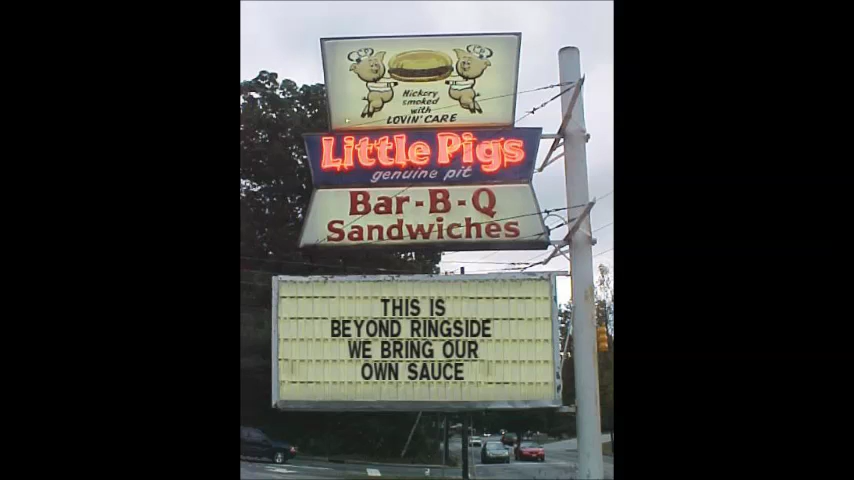 Hickory
smoked
with
LOVIN' CARE
Little Pigs
genuine pit
Bar-B-Q
Sandwiches
THIS IS
BEYOND RINGSIDE
WE BRING OUR
OWN SAUCE